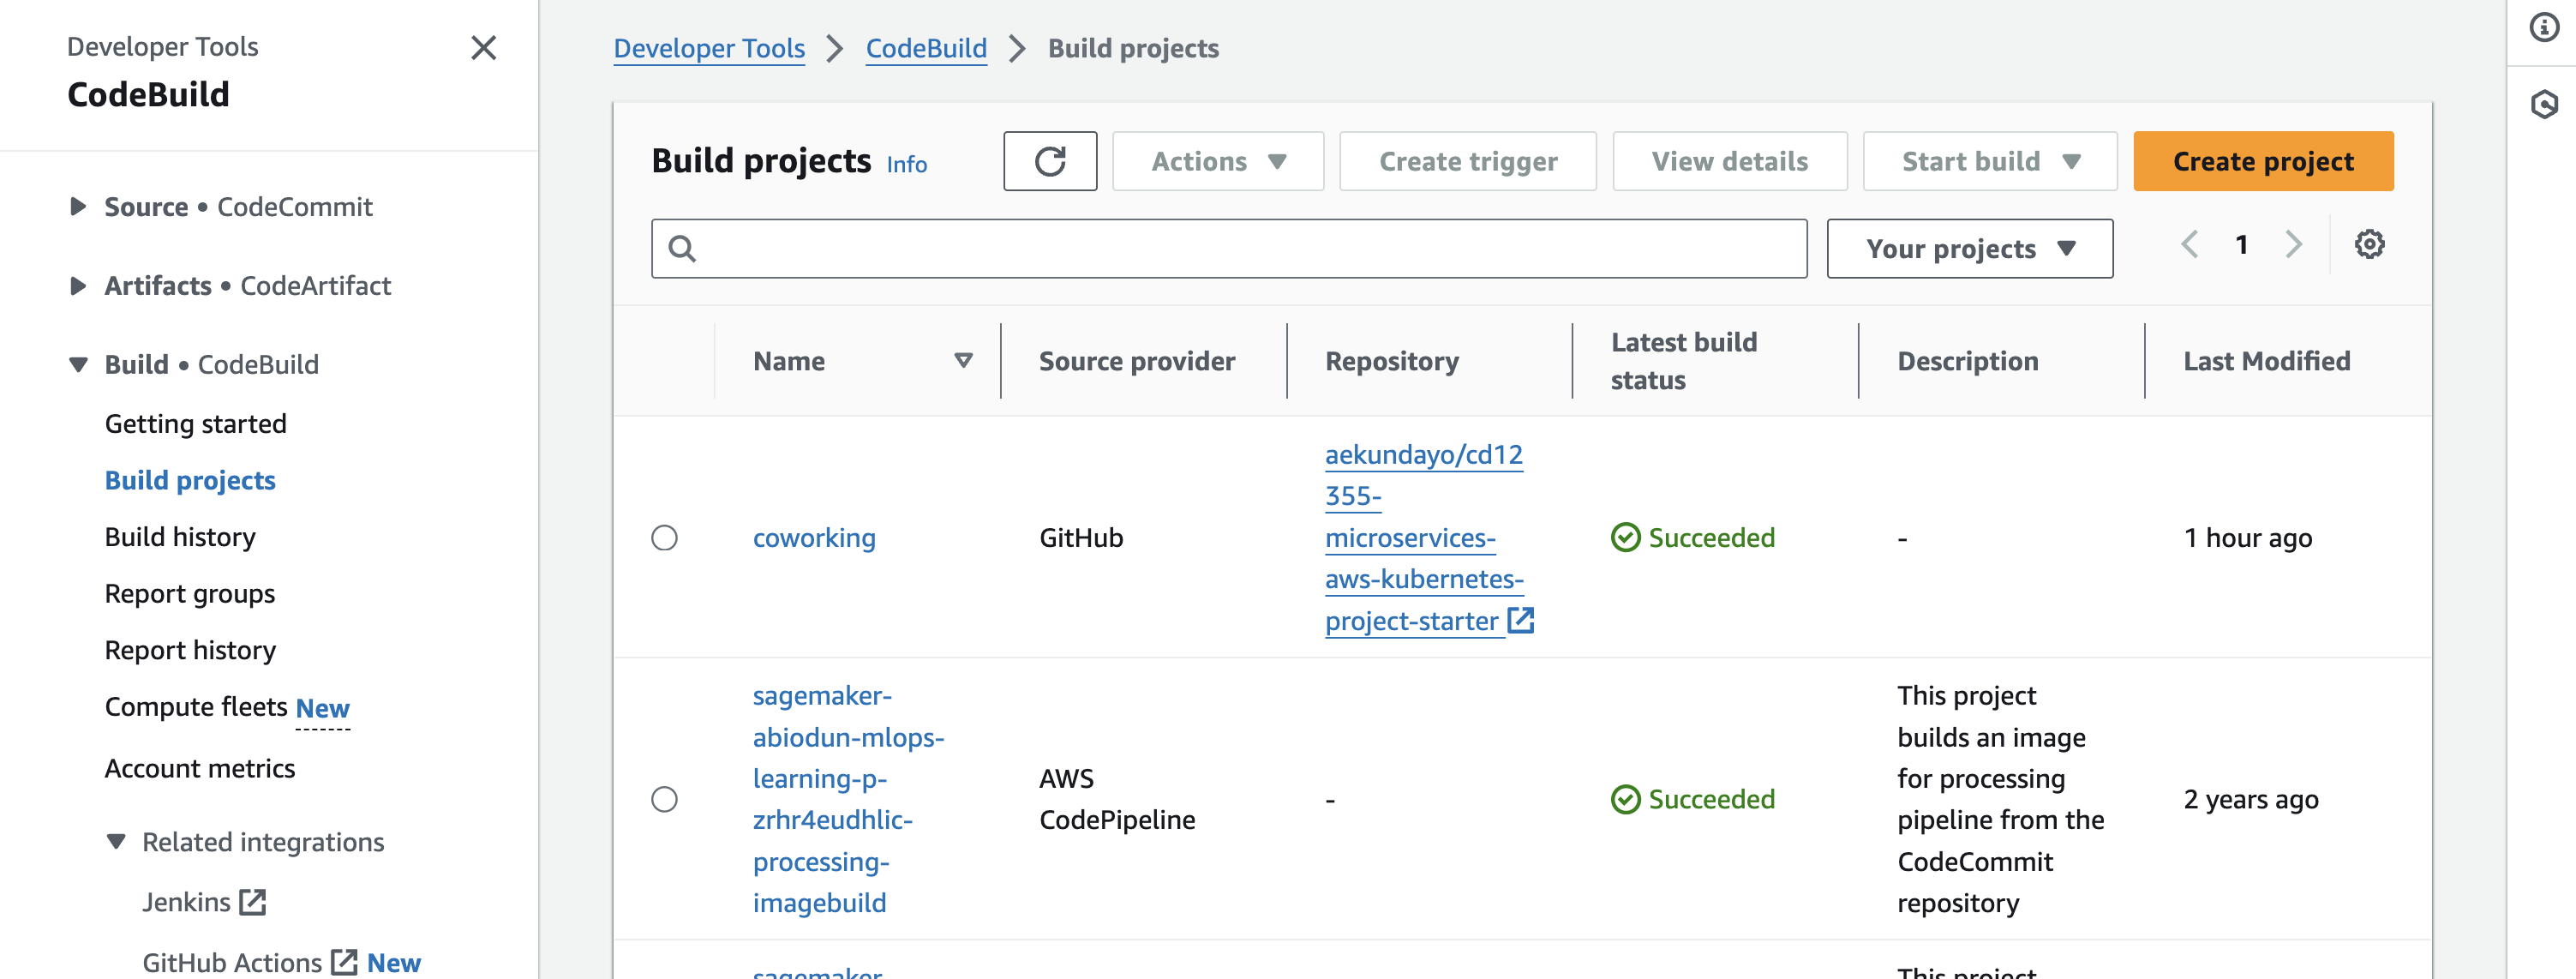 Developer Tools
CodeBuild
Source • CodeCommit
Artifacts • CodeArtifact
Build • CodeBuild
Getting started
Build projects
Build history
Report groups
Report history
Compute fleets New
Account metrics
Related integrations
Jenkins
GitHub Actions New
Developer Tools
CodeBuild
Build projects
Build projects Info
Actions
Create trigger
View details
Start build
Create project
Your projects
1
Name
Source provider
Repository
Latest build
status
Description
Last Modified
coworking
GitHub
aekundayo/cd12
355-
microservices-
aws-kubernetes-
project-starter
Succeeded
-
1 hour ago
sagemaker-
abiodun-mlops-
learning-p-
zrhr4eudhlic-
processing-
imagebuild
AWS
CodePipeline
-
Succeeded
This project
builds an image
for processing
pipeline from the
CodeCommit
repository
2 years ago
sagemaker-
This project